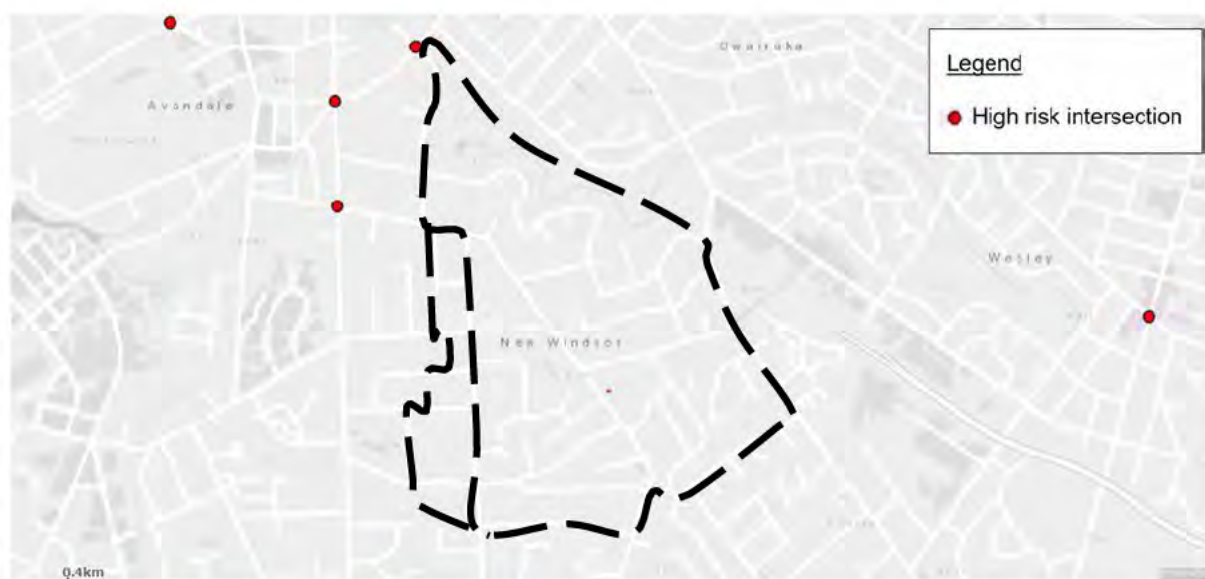 Owairaka
Legend
Avondale
High risk intersection
Wesley
New Windsor
0.4km